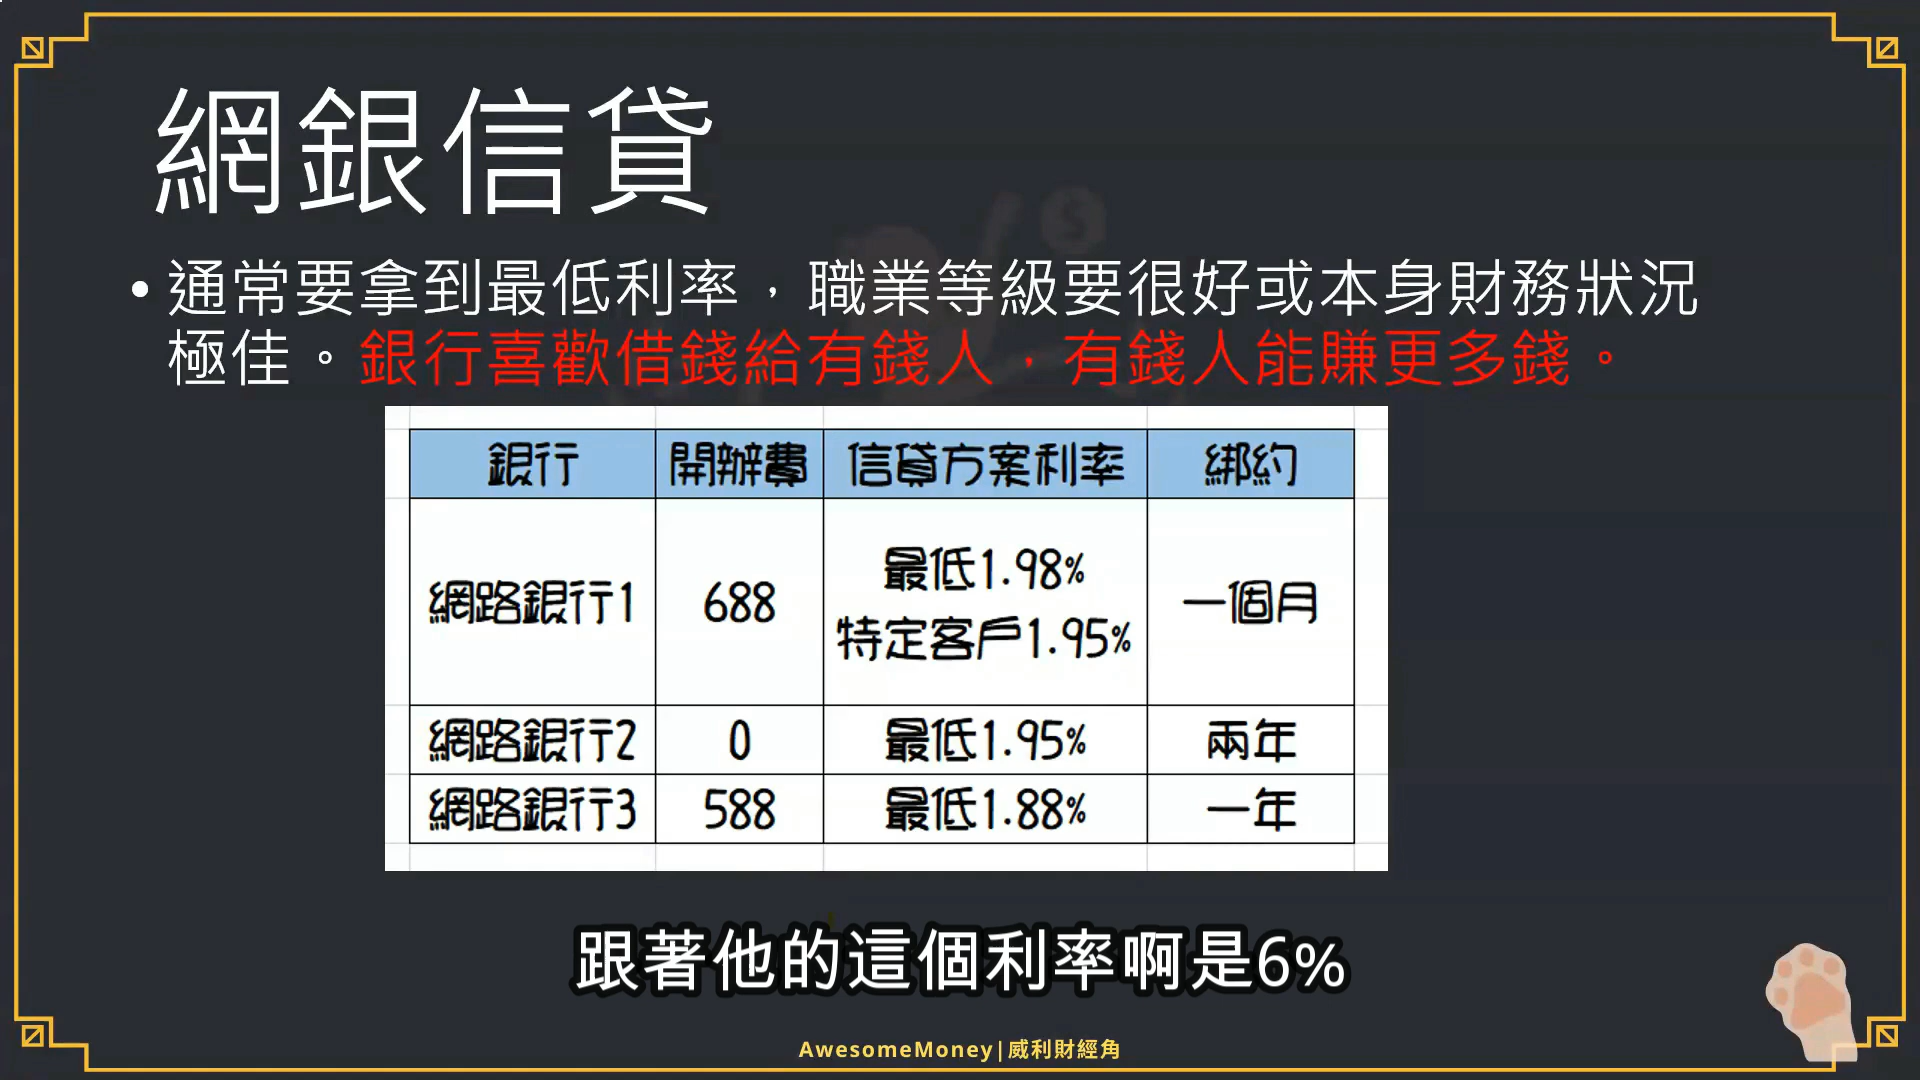 網銀信貸
• 通常要拿到最低利率，職業等級要很好或本身財務狀況
極佳。銀行喜歡借錢給有錢人，有錢人能賺更多錢。
銀行 開辦費 信貸方案利率 綁約
網路銀行1 688 最低1.98% 一個月
特定客戶1.95%
網路銀行2 0 最低1.95% 兩年
網路銀行3 588 最低1.88% 一年
跟著他的這個利率啊是6%
AwesomeMoney|威利財經角